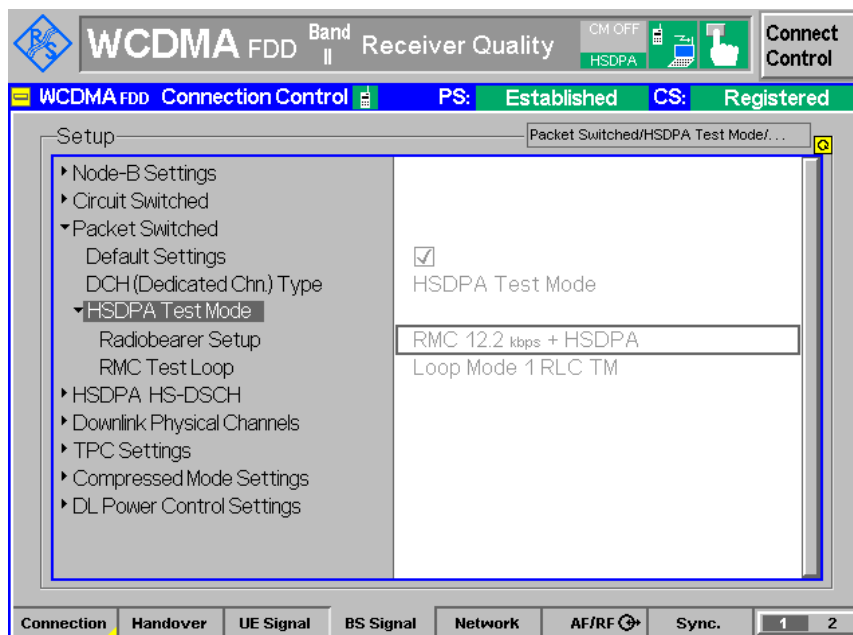 R&S WCDMA FDD Band II Receiver Quality CM OFF HSDPA Connect Control
WCDMA FDD Connection Control PS: Established CS: Registered
Setup Packet Switched/HSDPA Test Mode/...
Node-B Settings
Circuit Switched
Packet Switched
Default Settings
DCH (Dedicated Chn.) Type HSDPA Test Mode
HSDPA Test Mode
Radiobearer Setup RMC 12.2 kbps + HSDPA
RMC Test Loop Loop Mode 1 RLC TM
HSDPA HS-DSCH
Downlink Physical Channels
TPC Settings
Compressed Mode Settings
DL Power Control Settings
Connection Handover UE Signal BS Signal Network AF/RF Sync. 1 2